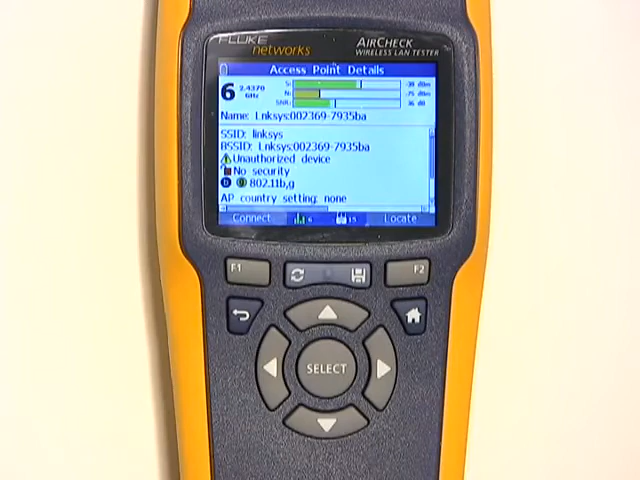 FLUKE
networks
AIRCHECK
WIRELESS LAN TESTER
Access Point Details
6 2.4370 GHz
S: -39 dBm
N: -75 dBm
SNR: 36 dB
Name: Lnksys:002369-7935ba
SSID: linksys
BSSID: Lnksys:002369-7935ba
Unauthorized device
No security
802.11b,g
AP country setting: none
Connect 6 15 Locate
F1
F2
SELECT